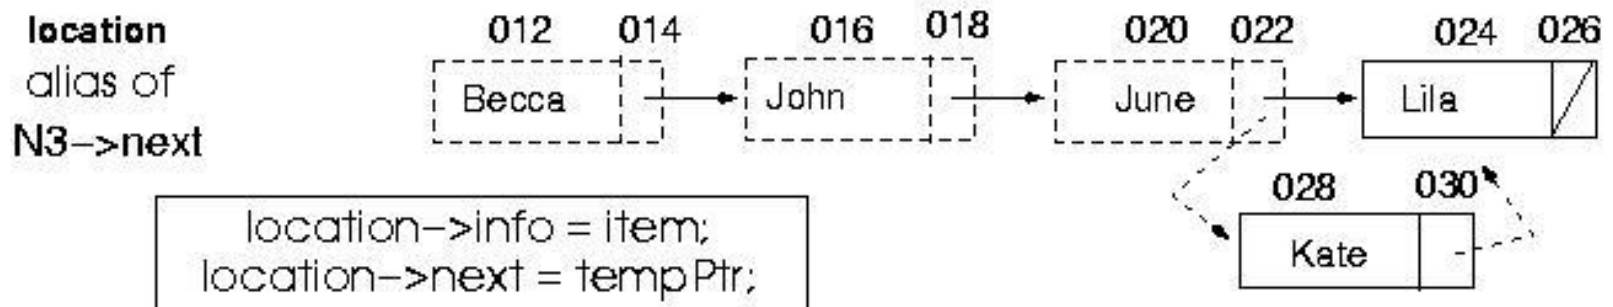 location
alias of
N3->next
012 014 016 018 020 022 024 026
Becca John June Lila
028 030
Kate
location->info = item;
location->next = tempPtr;